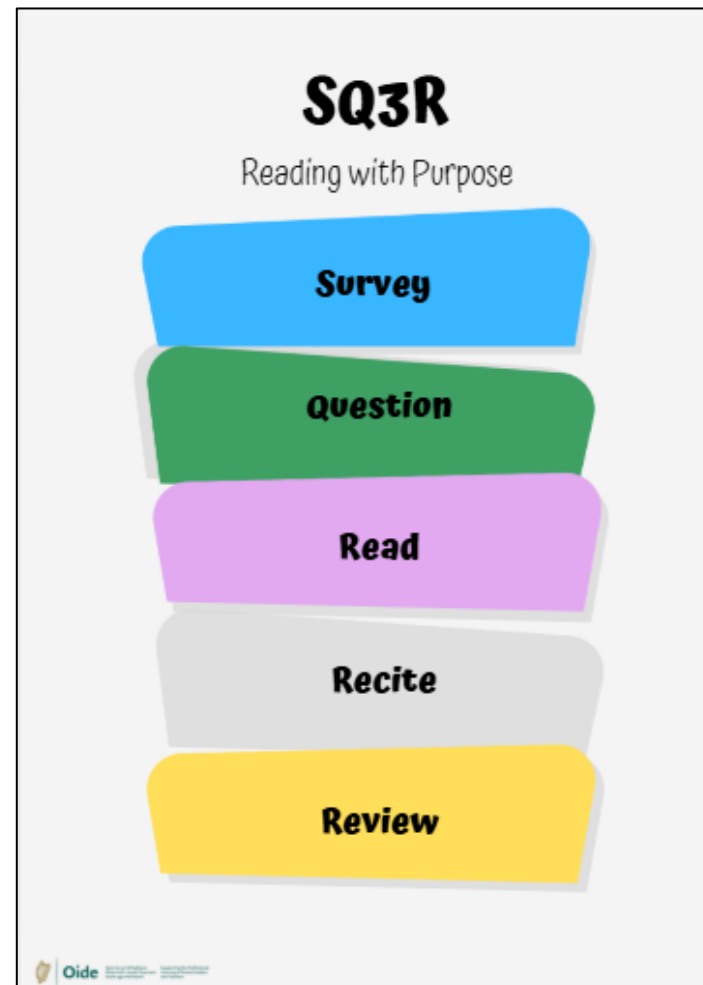 SQ3R
Reading with Purpose
Survey
Question
Read
Recite
Review
Oide